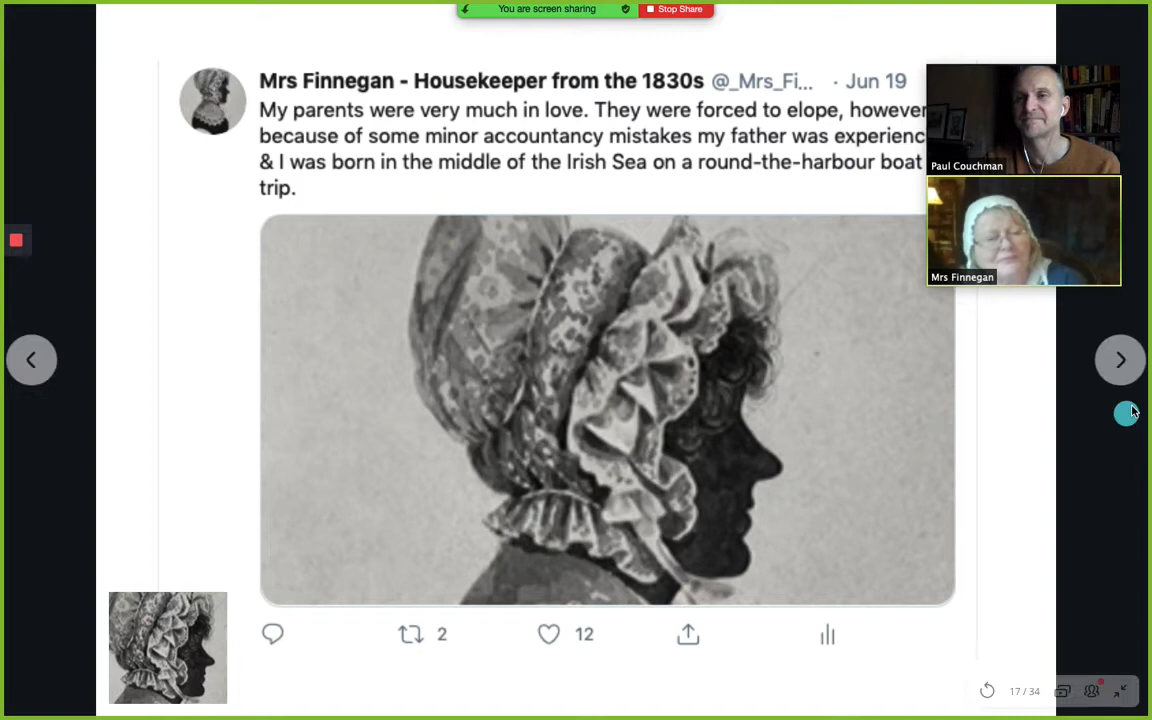 You are screen sharing
Stop Share
Mrs Finnegan - Housekeeper from the 1830s @_Mrs_Fi... · Jun 19
My parents were very much in love. They were forced to elope, however
because of some minor accountancy mistakes my father was experienc
& I was born in the middle of the Irish Sea on a round-the-harbour boat
trip.
Paul Couchman
Mrs Finnegan
2
12
17 / 34